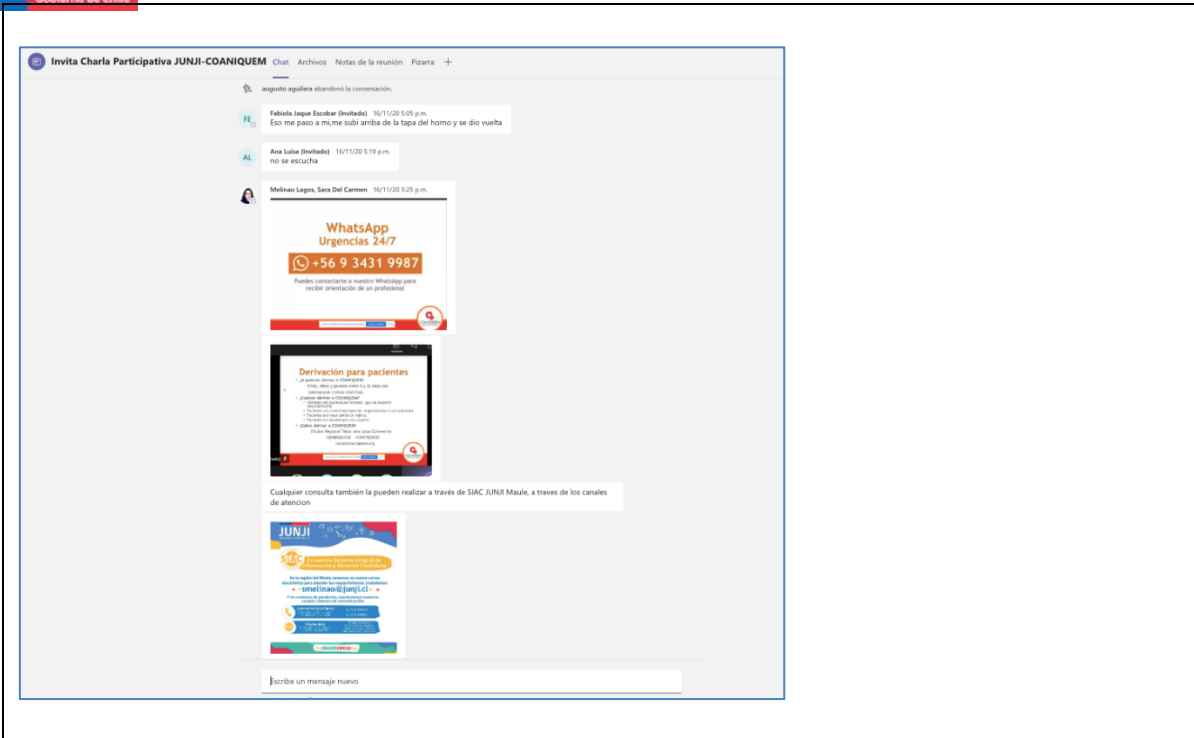 Gobierno de Chile
Invita Charla Participativa JUNJI-COANIQUEM Chat Archivos Notas de la reunión Pizarra +
augusto aguilera abandonó la conversación.
FE
Fabiola Jaque Escobar (Invitado) 16/11/20 5:05 p.m.
Eso me paso a mi,me subi arriba de la tapa del horno y se dio vuelta
AL
Ana Luisa (Invitado) 16/11/20 5:19 p.m.
no se escucha
Melinao Lagos, Sara Del Carmen 16/11/20 5:25 p.m.
WhatsApp
Urgencias 24/7
+56 9 3431 9987
Puedes contactarte a nuestro WhatsApp para
recibir orientación de un profesional
Derivación para pacientes
Cualquier consulta también la pueden realizar a través de SIAC JUNJI Maule, a traves de los canales
de atencion
JUNJI
SIAC
smelinao@junji.cl
Escribe un mensaje nuevo